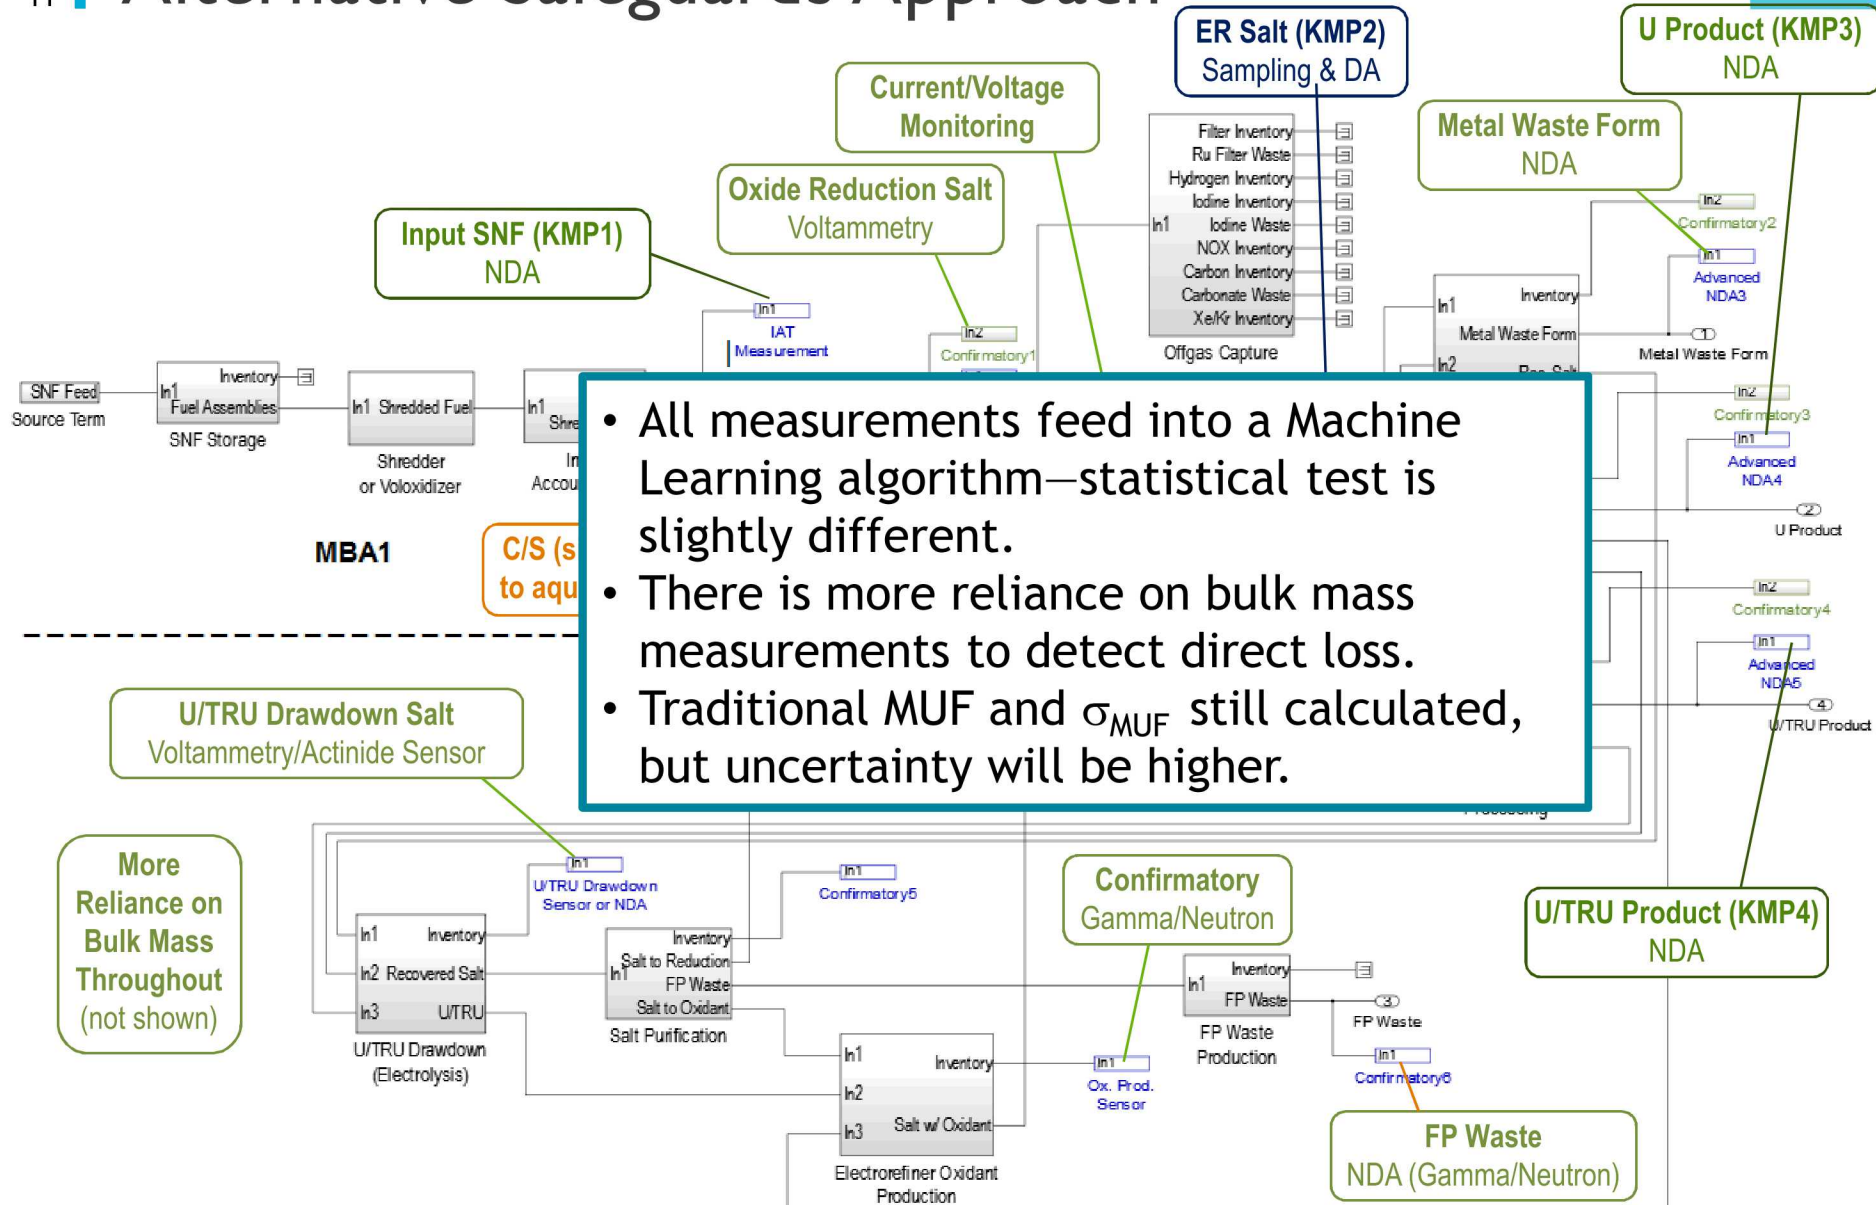 Alternative Safeguards Approach
ER Salt (KMP2)
Sampling & DA
U Product (KMP3)
NDA
Current/Voltage
Monitoring
Metal Waste Form
NDA
Oxide Reduction Salt
Voltammetry
Input SNF (KMP1)
NDA
Filter Inventory
Ru Filter Waste
Hydrogen Inventory
Iodine Inventory
In1 Iodine Waste
NOX Inventory
Carbon Inventory
Carbonate Waste
Xe/Kr Inventory
Offgas Capture
In2
Confirmatory2
In1
Advanced
NDA3
In1 Inventory
Metal Waste Form
In2
1
Metal Waste Form
In1
IAT
Measurement
In2
Confirmatory1
SNF Feed
Source Term
Inventory
In1
Fuel Assemblies
SNF Storage
In1 Shredded Fuel
Shredder
or Voloxidizer
In1
In2
Confirmatory3
In1
Advanced
NDA4
2
U Product
MBA1
C/S (s
to aqu
• All measurements feed into a Machine
Learning algorithm—statistical test is
slightly different.
• There is more reliance on bulk mass
measurements to detect direct loss.
• Traditional MUF and σMUF still calculated,
but uncertainty will be higher.
In2
Confirmatory4
In1
Advanced
NDA5
4
U/TRU Product
U/TRU Drawdown Salt
Voltammetry/Actinide Sensor
More
Reliance on
Bulk Mass
Throughout
(not shown)
In1
U/TRU Drawdown
Sensor or NDA
In1
Confirmatory5
Confirmatory
Gamma/Neutron
U/TRU Product (KMP4)
NDA
In1 Inventory
In2 Recovered Salt
In3 U/TRU
U/TRU Drawdown
(Electrolysis)
Inventory
Salt to Reduction
In1
FP Waste
Salt to Oxidant
Salt Purification
Inventory
In1
FP Waste
FP Waste
Production
3
FP Waste
In1
Confirmatory6
In1 Inventory
In2
In3 Salt w/ Oxidant
Electrorefiner Oxidant
Production
In1
Ox. Prod.
Sensor
FP Waste
NDA (Gamma/Neutron)